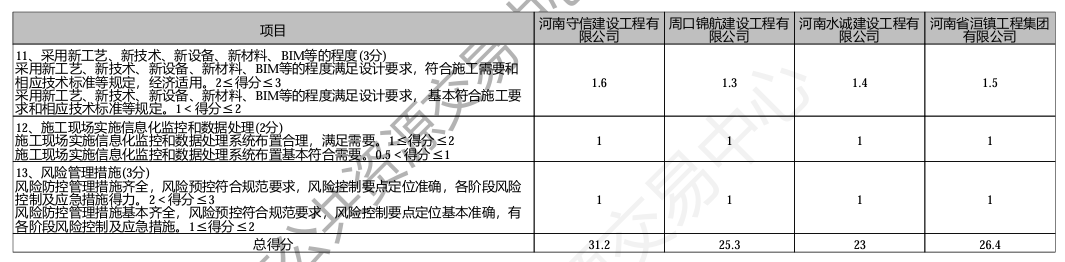 项目
河南守信建设工程有
限公司
周口锦航建设工程有
限公司
河南水诚建设工程有
限公司
河南省洹镇工程集团
有限公司
11、采用新工艺、新技术、新设备、新材料、BIM等的程度(3分)
采用新工艺、新技术、新设备、新材料、BIM等的程度满足设计要求，符合施工需要和
相应技术标准等规定，经济适用。2≤得分≤3
采用新工艺、新技术、新设备、新材料、BIM等的程度满足设计要求，基本符合施工要
求和相应技术标准等规定。1＜得分≤2
1.6
1.3
1.4
1.5
12、施工现场实施信息化监控和数据处理(2分)
施工现场实施信息化监控和数据处理系统布置合理，满足需要。1≤得分≤2
施工现场实施信息化监控和数据处理系统布置基本符合需要。0.5＜得分≤1
1
1
1
1
13、风险管理措施(3分)
风险防控管理措施齐全，风险预控符合规范要求，风险控制要点定位准确，各阶段风险
控制及应急措施得力。2＜得分≤3
风险防控管理措施基本齐全，风险预控符合规范要求，风险控制要点定位基本准确，有
各阶段风险控制及应急措施。1≤得分≤2
1
1
1
1
总得分
31.2
25.3
23
26.4
公共资源交易中心
源交易中心